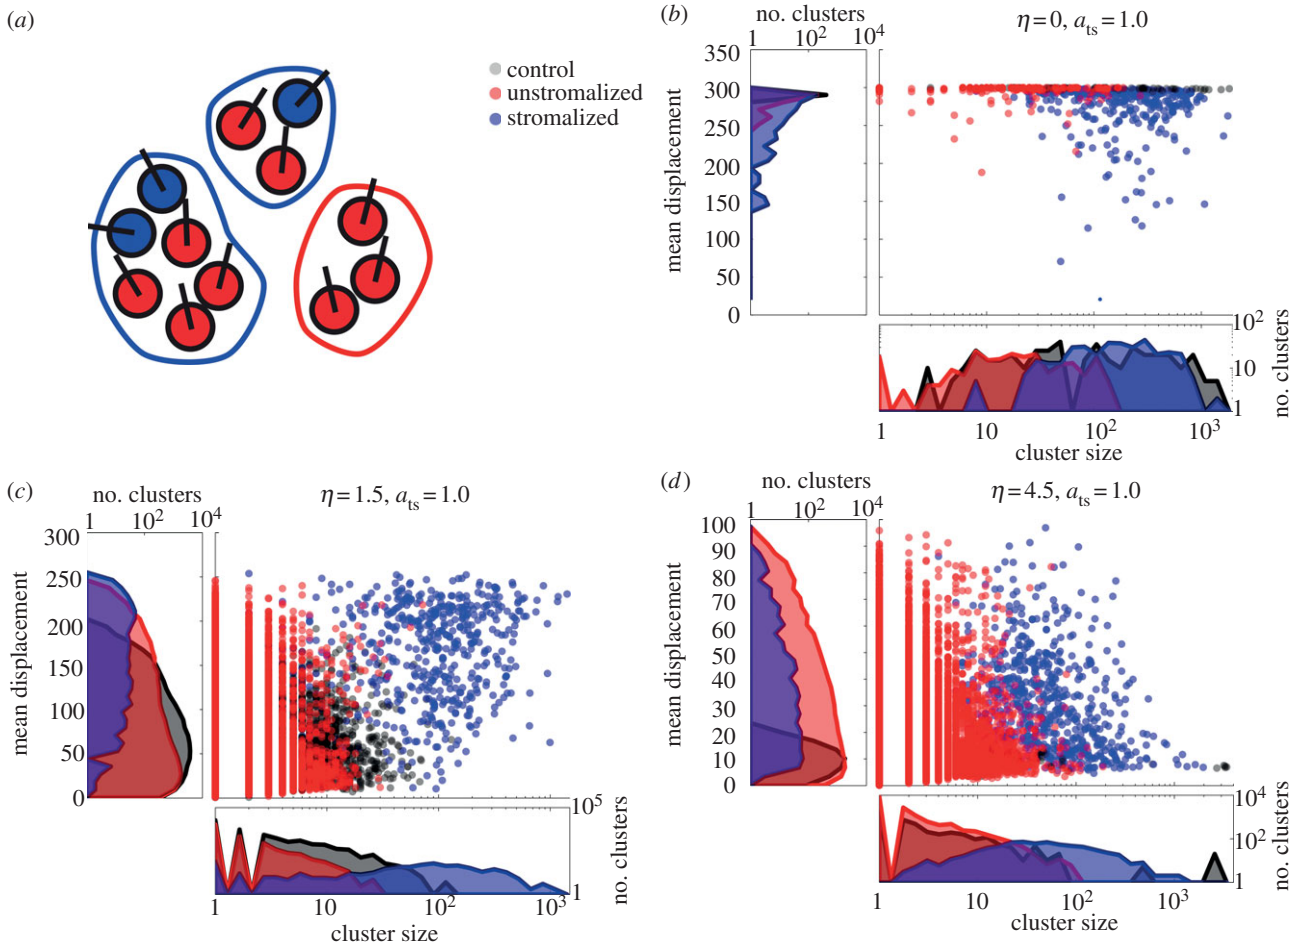 (a)
control
unstromalized
stromalized
(b)
no. clusters
η=0, a_ts=1.0
1 10² 10⁴
350
300
250
200
150
100
50
0
mean displacement
10²
10
1
no. clusters
1 10 10² 10³
cluster size
(c)
no. clusters
η=1.5, a_ts=1.0
1 10² 10⁴
300
250
200
150
100
50
0
mean displacement
10⁵
1
no. clusters
1 10 10² 10³
cluster size
(d)
no. clusters
η=4.5, a_ts=1.0
1 10² 10⁴
100
90
80
70
60
50
40
30
20
10
0
mean displacement
10⁴
10²
1
no. clusters
1 10 10² 10³
cluster size